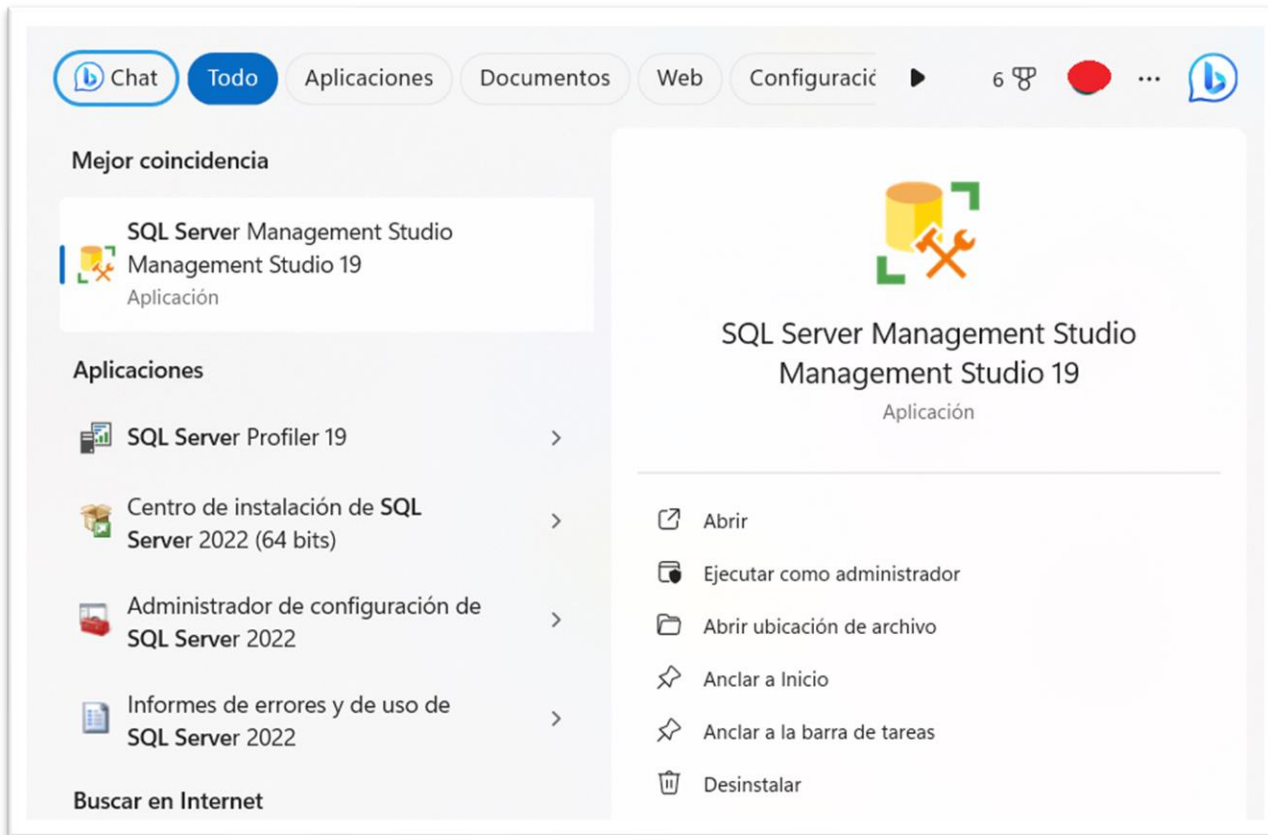 Chat Todo Aplicaciones Documentos Web Configuració 6
Mejor coincidencia
SQL Server Management Studio
Management Studio 19
Aplicación
Aplicaciones
SQL Server Profiler 19
Centro de instalación de SQL
Server 2022 (64 bits)
Administrador de configuración de
SQL Server 2022
Informes de errores y de uso de
SQL Server 2022
Buscar en Internet
SQL Server Management Studio
Management Studio 19
Aplicación
Abrir
Ejecutar como administrador
Abrir ubicación de archivo
Anclar a Inicio
Anclar a la barra de tareas
Desinstalar